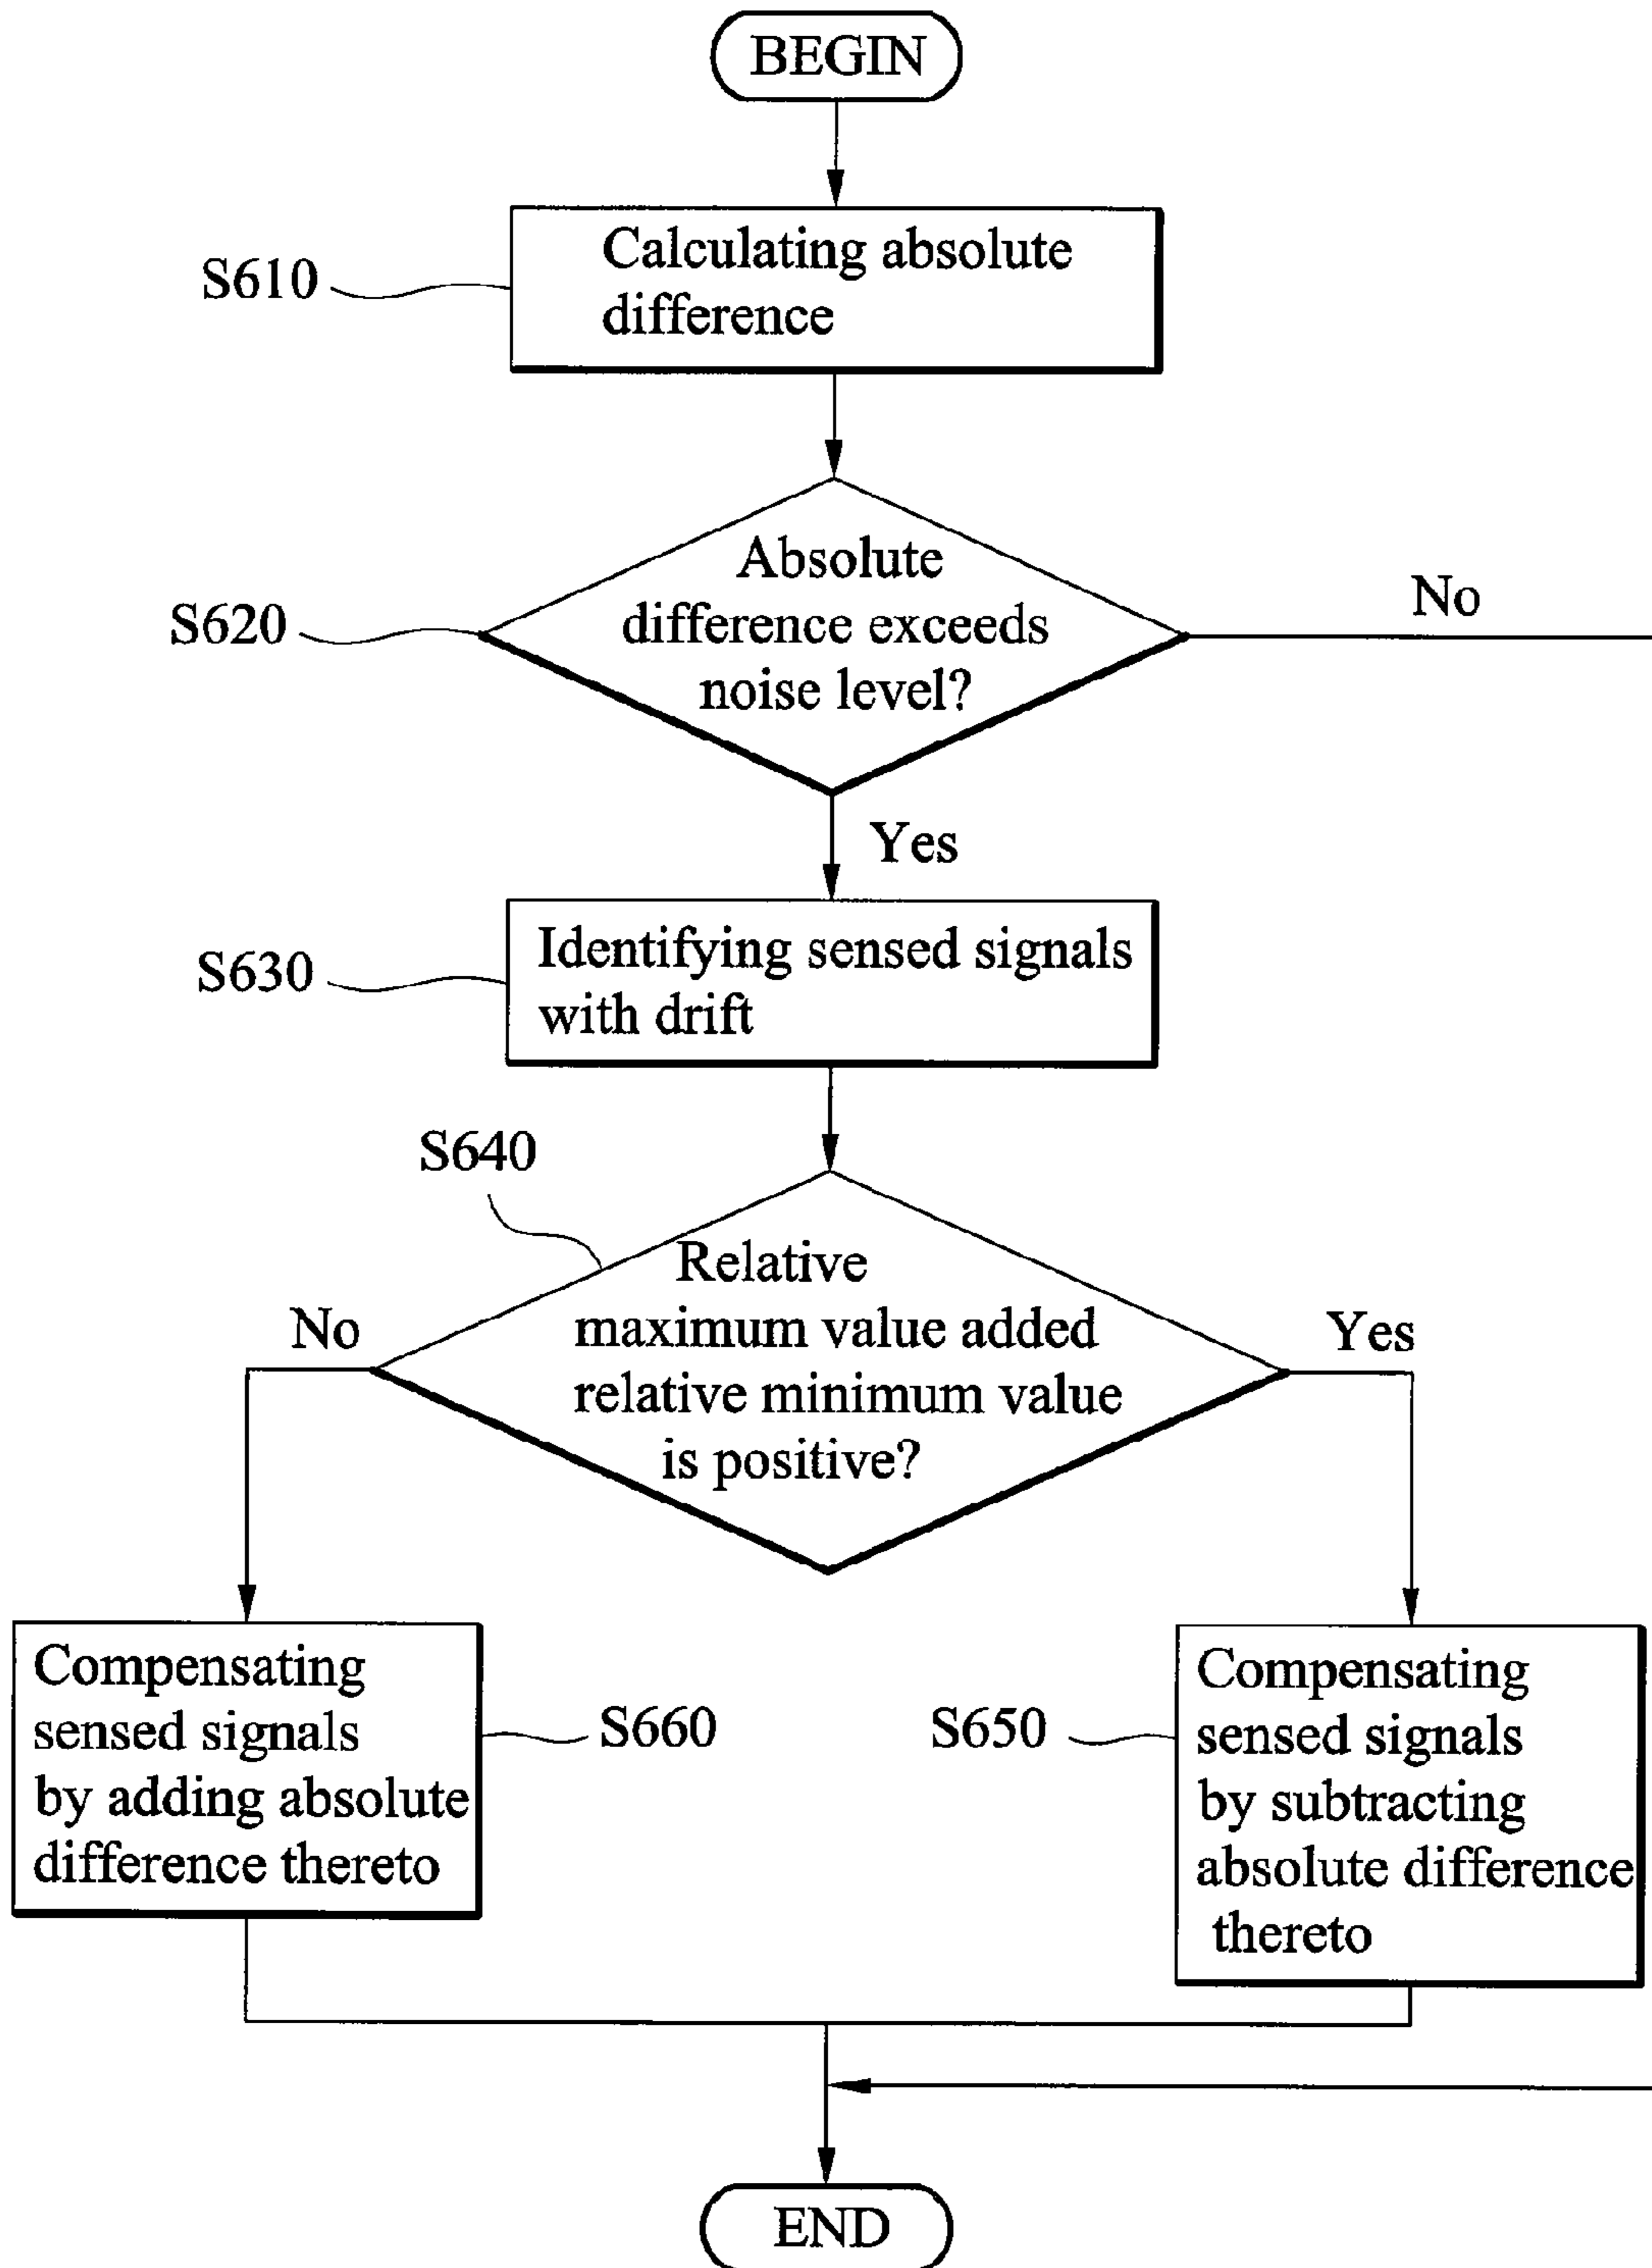 BEGIN
S610
Calculating absolute
difference
S620
Absolute
difference exceeds
noise level?
No
Yes
S630
Identifying sensed signals
with drift
S640
Relative
maximum value added
relative minimum value
is positive?
No
Yes
Compensating
sensed signals
by adding absolute
difference thereto
S660
S650
Compensating
sensed signals
by subtracting
absolute difference
thereto
END